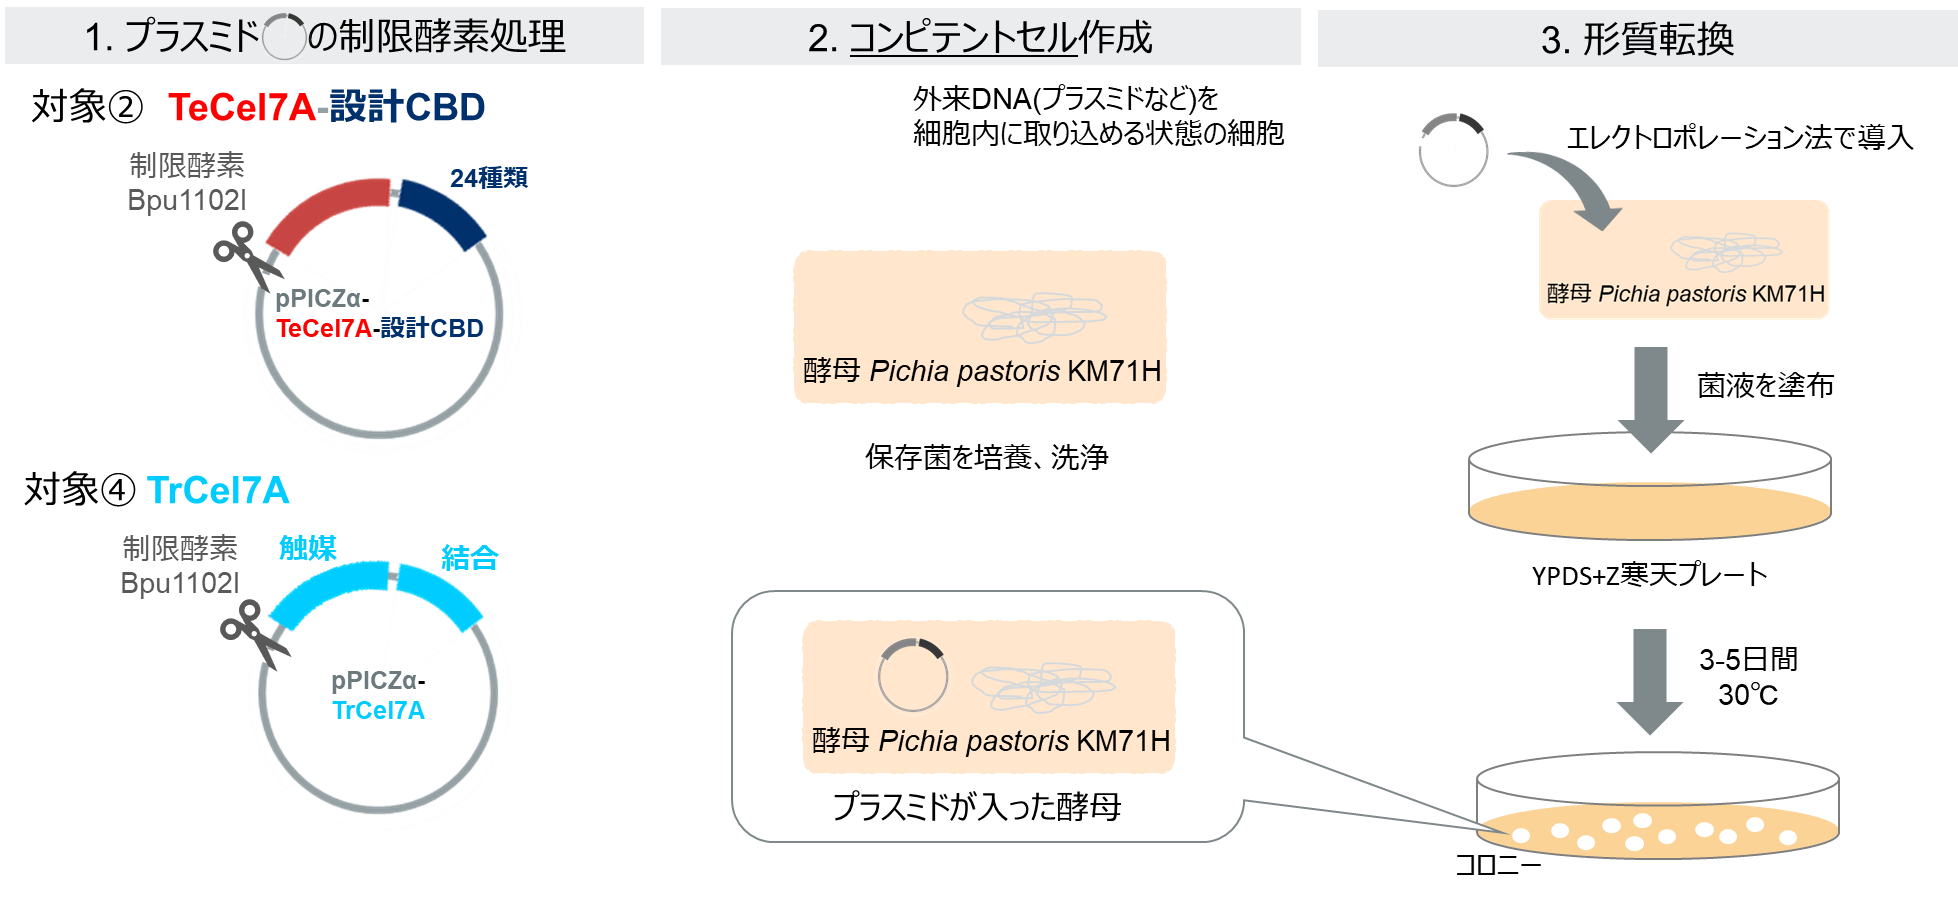 1. プラスミドの制限酵素処理
対象② TeCel7A-設計CBD
制限酵素
Bpu1102I
24種類
pPICZα-
TeCel7A-設計CBD
対象④ TrCel7A
制限酵素
Bpu1102I
触媒
結合
pPICZα-
TrCel7A
2. コンピテントセル作成
外来DNA(プラスミドなど)を
細胞内に取り込める状態の細胞
酵母 Pichia pastoris KM71H
保存菌を培養、洗浄
酵母 Pichia pastoris KM71H
プラスミドが入った酵母
3. 形質転換
エレクトロポレーション法で導入
酵母 Pichia pastoris KM71H
菌液を塗布
YPDS+Z寒天プレート
3-5日間
30℃
コロニー